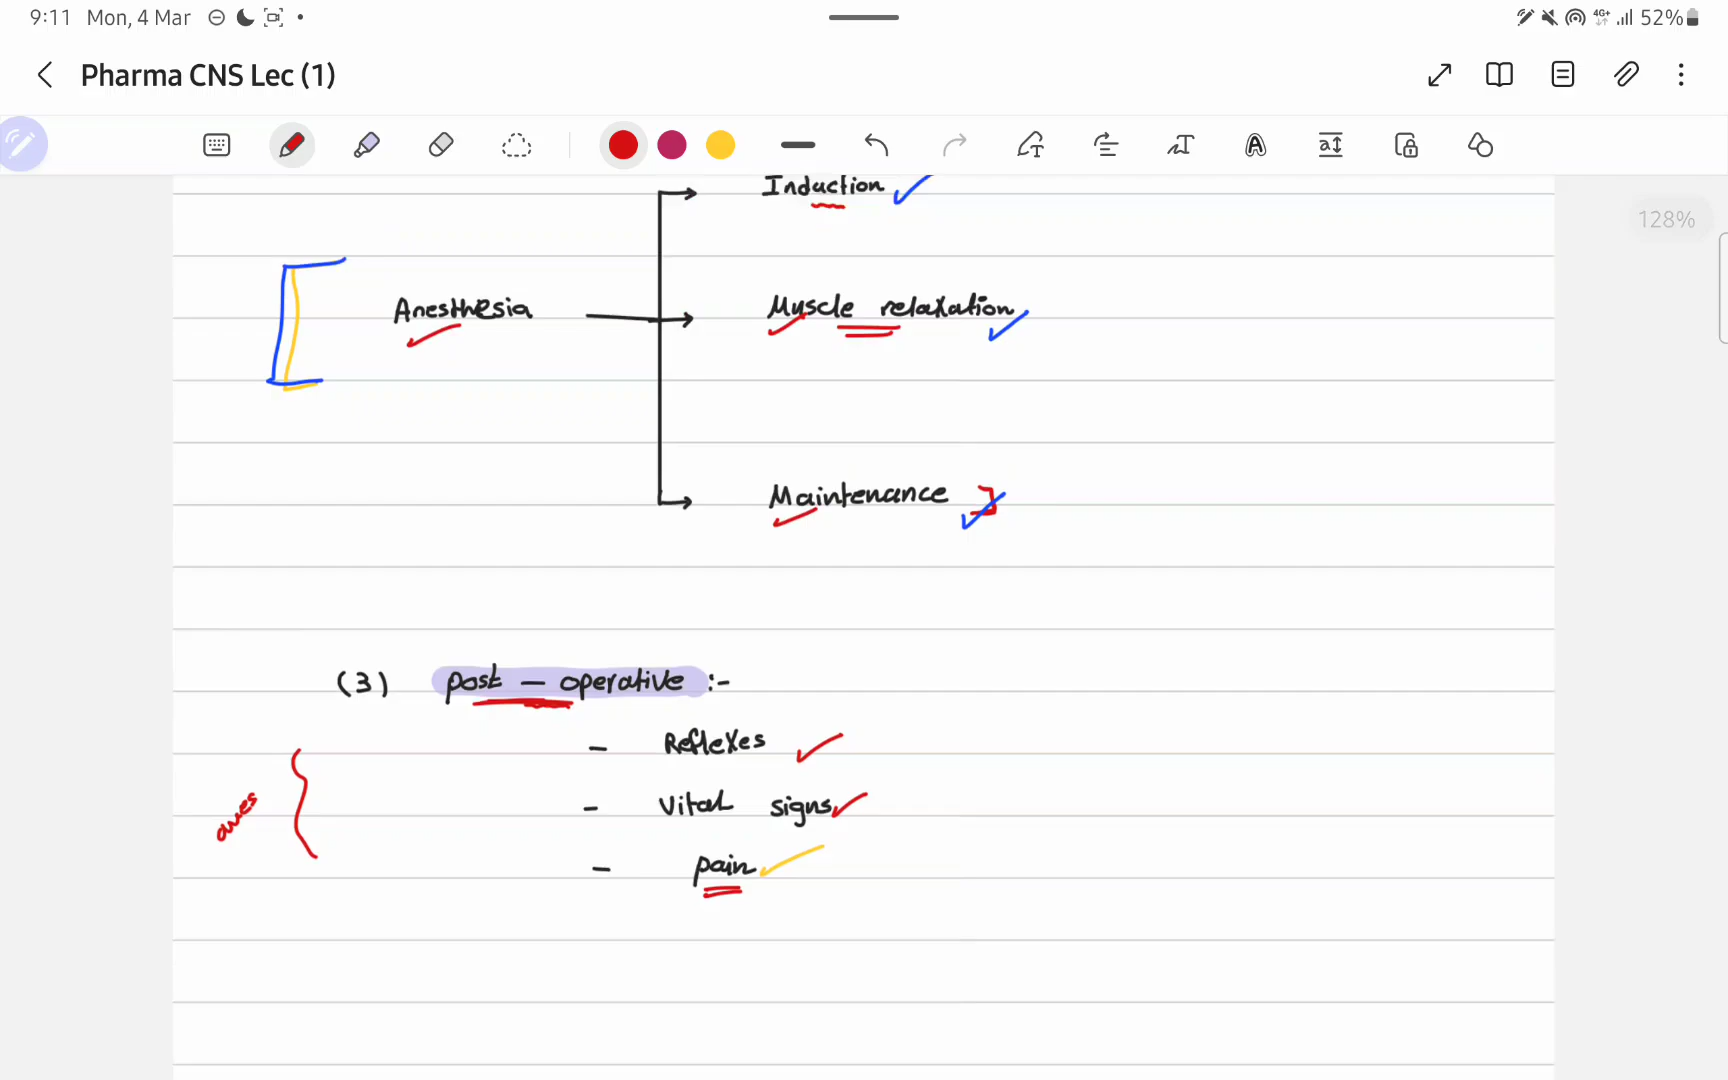 9:11 Mon, 4 Mar 4G+ 52%
Pharma CNS Lec (1)
128%
Induction
Anesthesia
Muscle relaxation
Maintenance
(3) post - operative :-
- Reflexes
- Vital signs
- pain